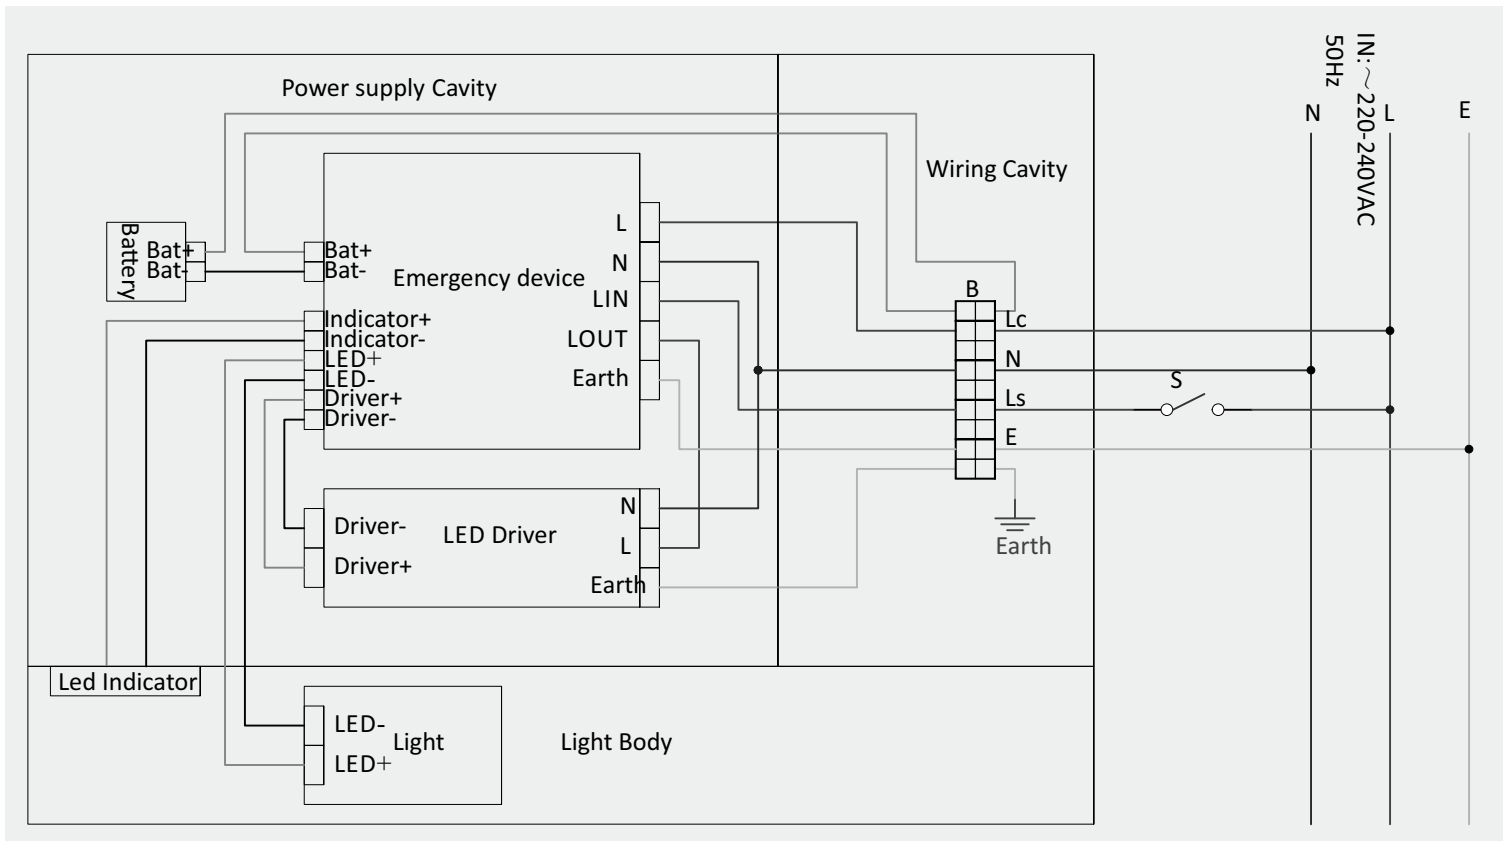 Power supply Cavity
Wiring Cavity
IN:～220-240VAC
50Hz
N
L
E
Battery
Bat+
Bat-
Bat+
Bat-
Indicator+
Indicator-
LED+
LED-
Driver+
Driver-
Emergency device
L
N
LIN
LOUT
Earth
B
Lc
N
Ls
E
S
Earth
Driver-
Driver+
LED Driver
N
L
Earth
Led Indicator
LED-
LED+
Light
Light Body